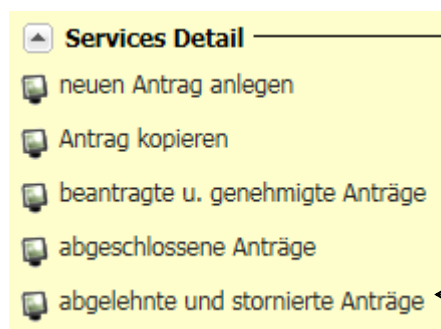 Services Detail
neuen Antrag anlegen
Antrag kopieren
beantragte u. genehmigte Anträge
abgeschlossene Anträge
abgelehnte und stornierte Anträge